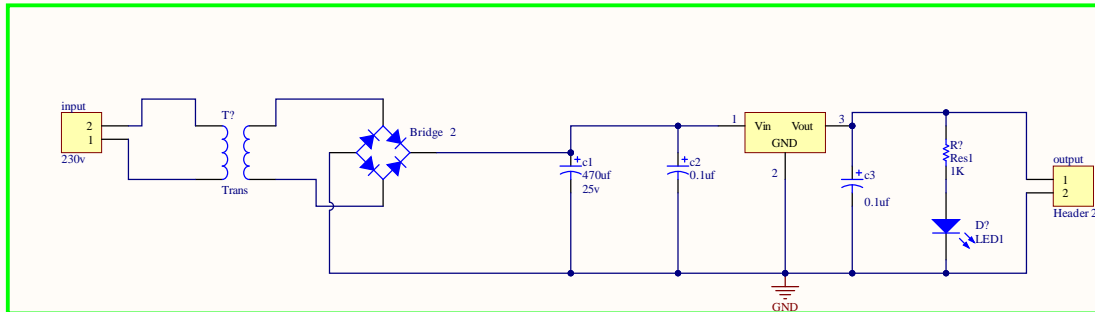 input
2
1
230v
T?
Trans
Bridge 2
c1
470uf
25v
c2
0.1uf
1
Vin
Vout
GND
3
2
c3
0.1uf
R?
Res1
1K
D?
LED1
output
1
2
Header 2
GND